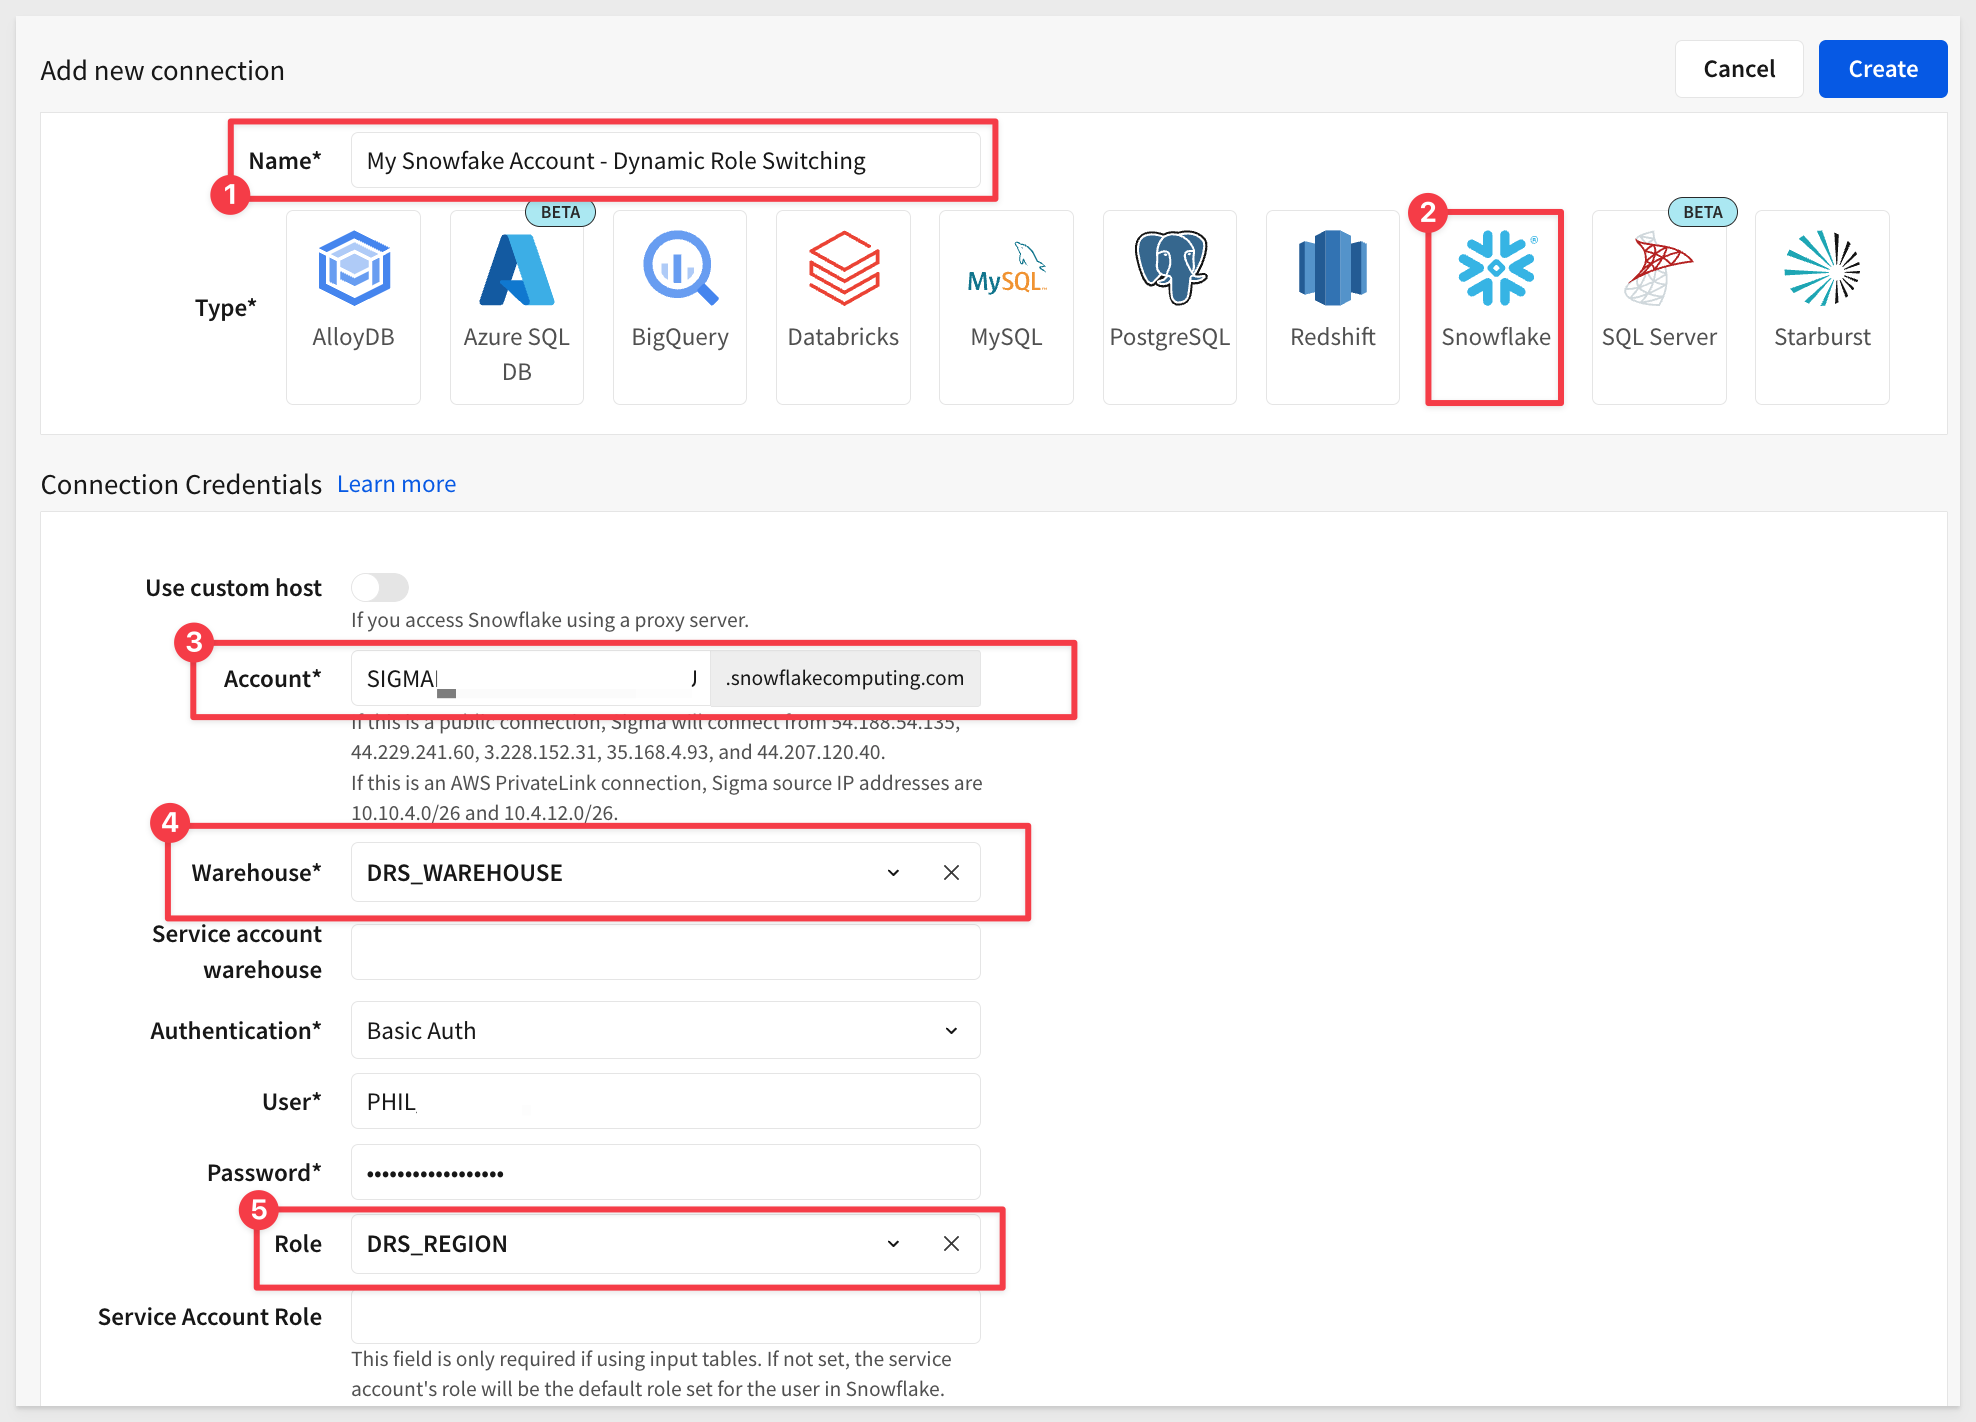 Add new connection
Cancel
Create
Name*
My Snowfake Account - Dynamic Role Switching
1
BETA
2
BETA
Type*
AlloyDB
Azure SQL
DB
BigQuery
Databricks
MySQL
MySQL
PostgreSQL
Redshift
Snowflake
SQL Server
Starburst
Connection Credentials Learn more
Use custom host
If you access Snowflake using a proxy server.
3
Account*
SIGMA
.snowflakecomputing.com
If this is a public connection, Sigma will connect from 54.188.54.135,
44.229.241.60, 3.228.152.31, 35.168.4.93, and 44.207.120.40.
If this is an AWS PrivateLink connection, Sigma source IP addresses are
10.10.4.0/26 and 10.4.12.0/26.
4
Warehouse*
DRS_WAREHOUSE
Service account
warehouse
Authentication*
Basic Auth
User*
PHIL
Password*
5
Role
DRS_REGION
Service Account Role
This field is only required if using input tables. If not set, the service
account's role will be the default role set for the user in Snowflake.